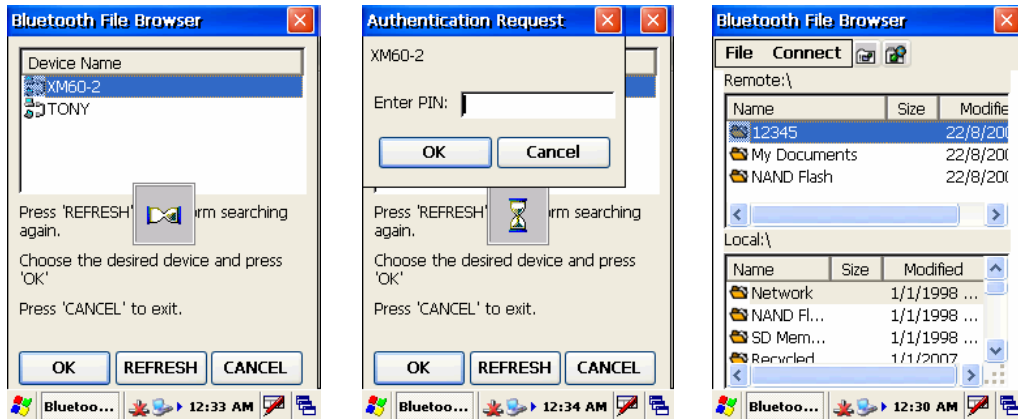 Bluetooth File Browser
Device Name
XM60-2
TONY
Press 'REFRESH' rm searching
again.
Choose the desired device and press
'OK'
Press 'CANCEL' to exit.
OK REFRESH CANCEL
Bluetoo... 12:33 AM
Authentication Request
XM60-2
Enter PIN:
OK Cancel
Press 'REFRESH' rm searching
again.
Choose the desired device and press
'OK'
Press 'CANCEL' to exit.
OK REFRESH CANCEL
Bluetoo... 12:34 AM
Bluetooth File Browser
File Connect
Remote:\
Name Size Modifie
12345 22/8/200
My Documents 22/8/200
NAND Flash 22/8/200
Local:\
Name Size Modified
Network 1/1/1998 ...
NAND Fl... 1/1/1998 ...
SD Mem... 1/1/1998 ...
Recycled 1/1/2007
Bluetoo... 12:30 AM